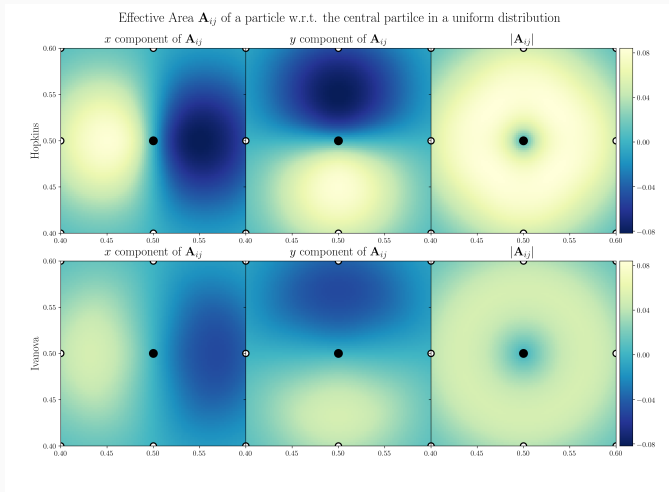 Effective Area A_ij of a particle w.r.t. the central partilce in a uniform distribution
x component of A_ij y component of A_ij |A_ij|
Hopkins
0.60
0.55
0.50
0.45
0.40
0.40 0.45 0.50 0.55 0.40 0.45 0.50 0.55 0.40 0.45 0.50 0.55 0.60
0.08
0.04
0.00
−0.04
−0.08
x component of A_ij y component of A_ij |A_ij|
Ivanova
0.60
0.55
0.50
0.45
0.40
0.40 0.45 0.50 0.55 0.40 0.45 0.50 0.55 0.40 0.45 0.50 0.55 0.60
0.08
0.04
0.00
−0.04
−0.08